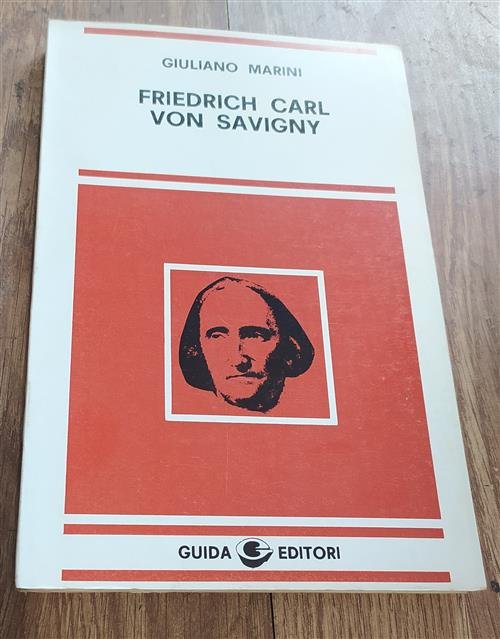 GIULIANO MARINI
FRIEDRICH CARL
VON SAVIGNY
GUIDA EDITORI